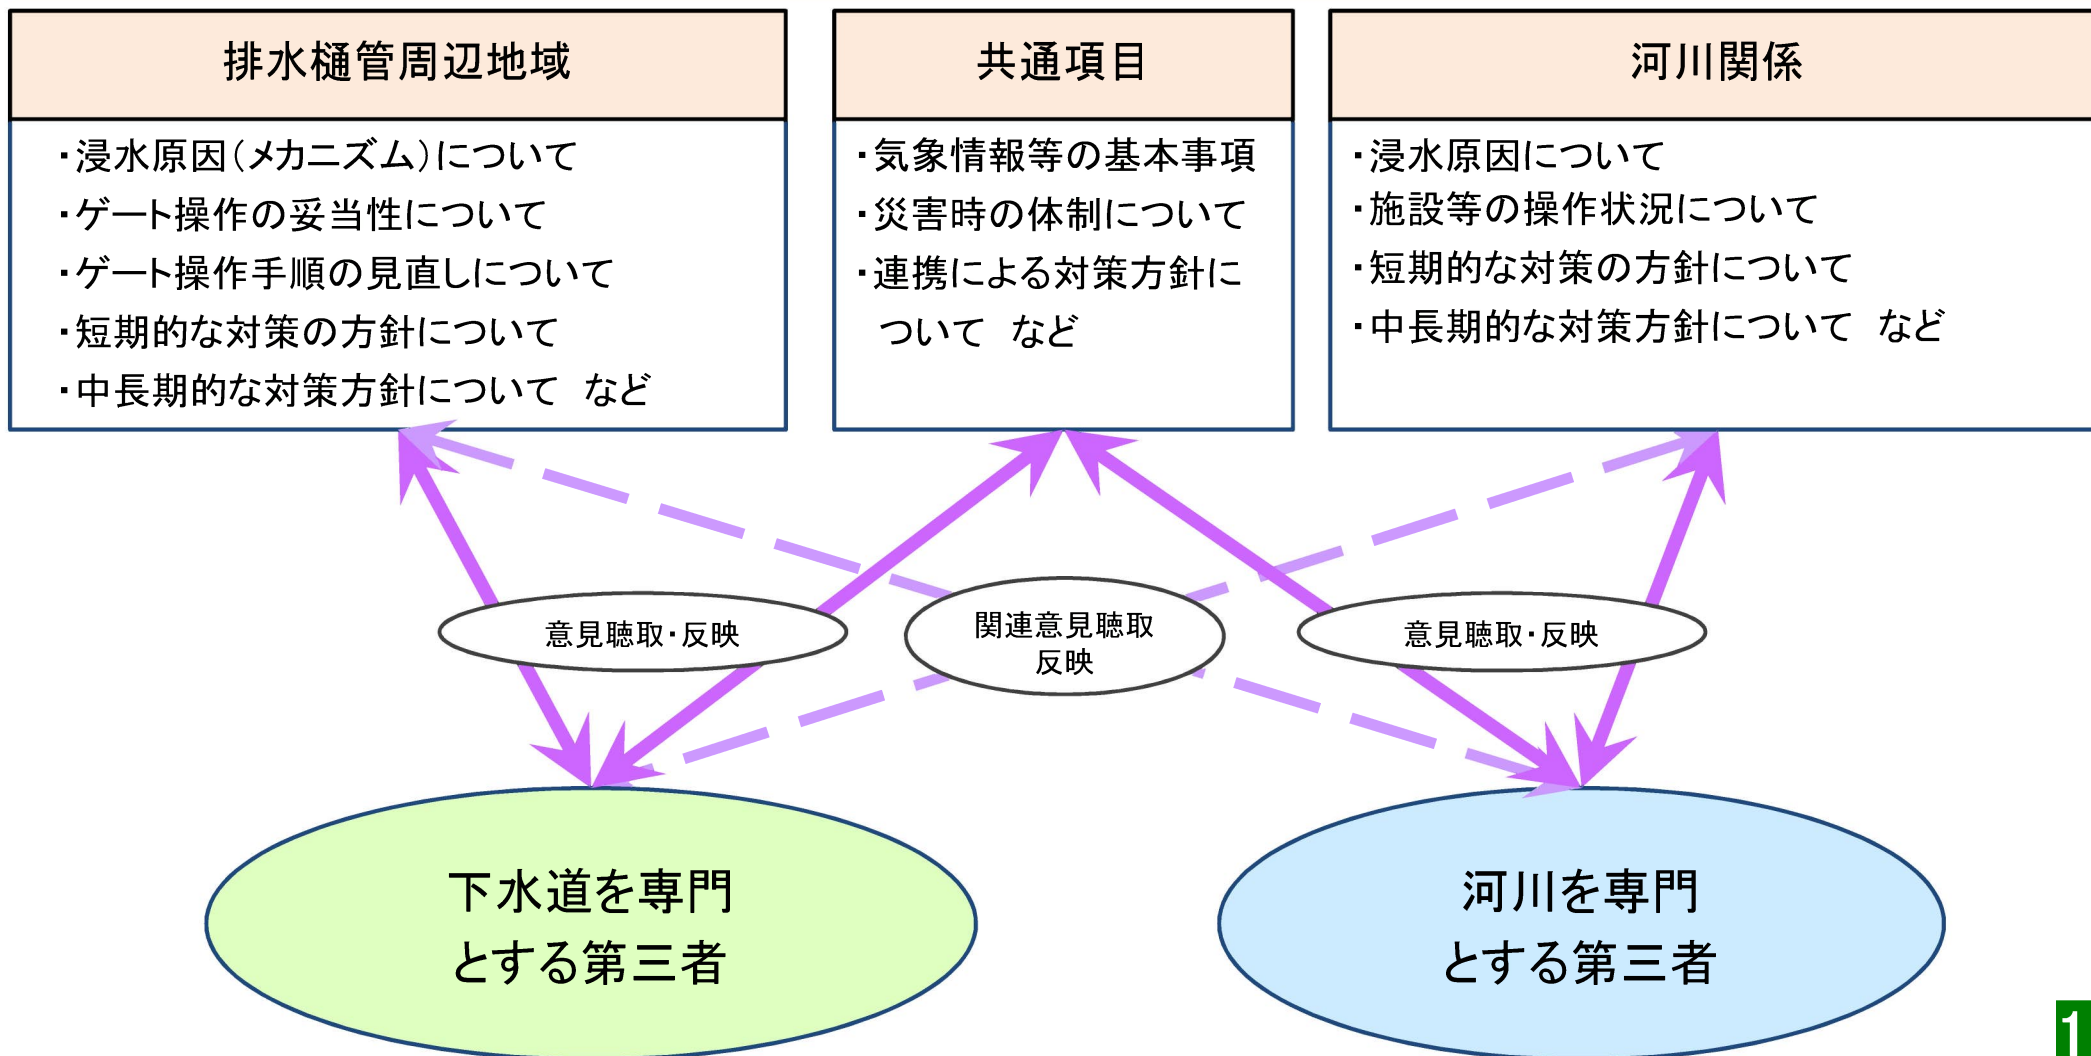 排水樋管周辺地域
・浸水原因(メカニズム)について
・ゲート操作の妥当性について
・ゲート操作手順の見直しについて
・短期的な対策の方針について
・中長期的な対策方針について　など
共通項目
・気象情報等の基本事項
・災害時の体制について
・連携による対策方針に
ついて　など
河川関係
・浸水原因について
・施設等の操作状況について
・短期的な対策の方針について
・中長期的な対策方針について　など
意見聴取・反映
関連意見聴取
反映
意見聴取・反映
下水道を専門
とする第三者
河川を専門
とする第三者
1